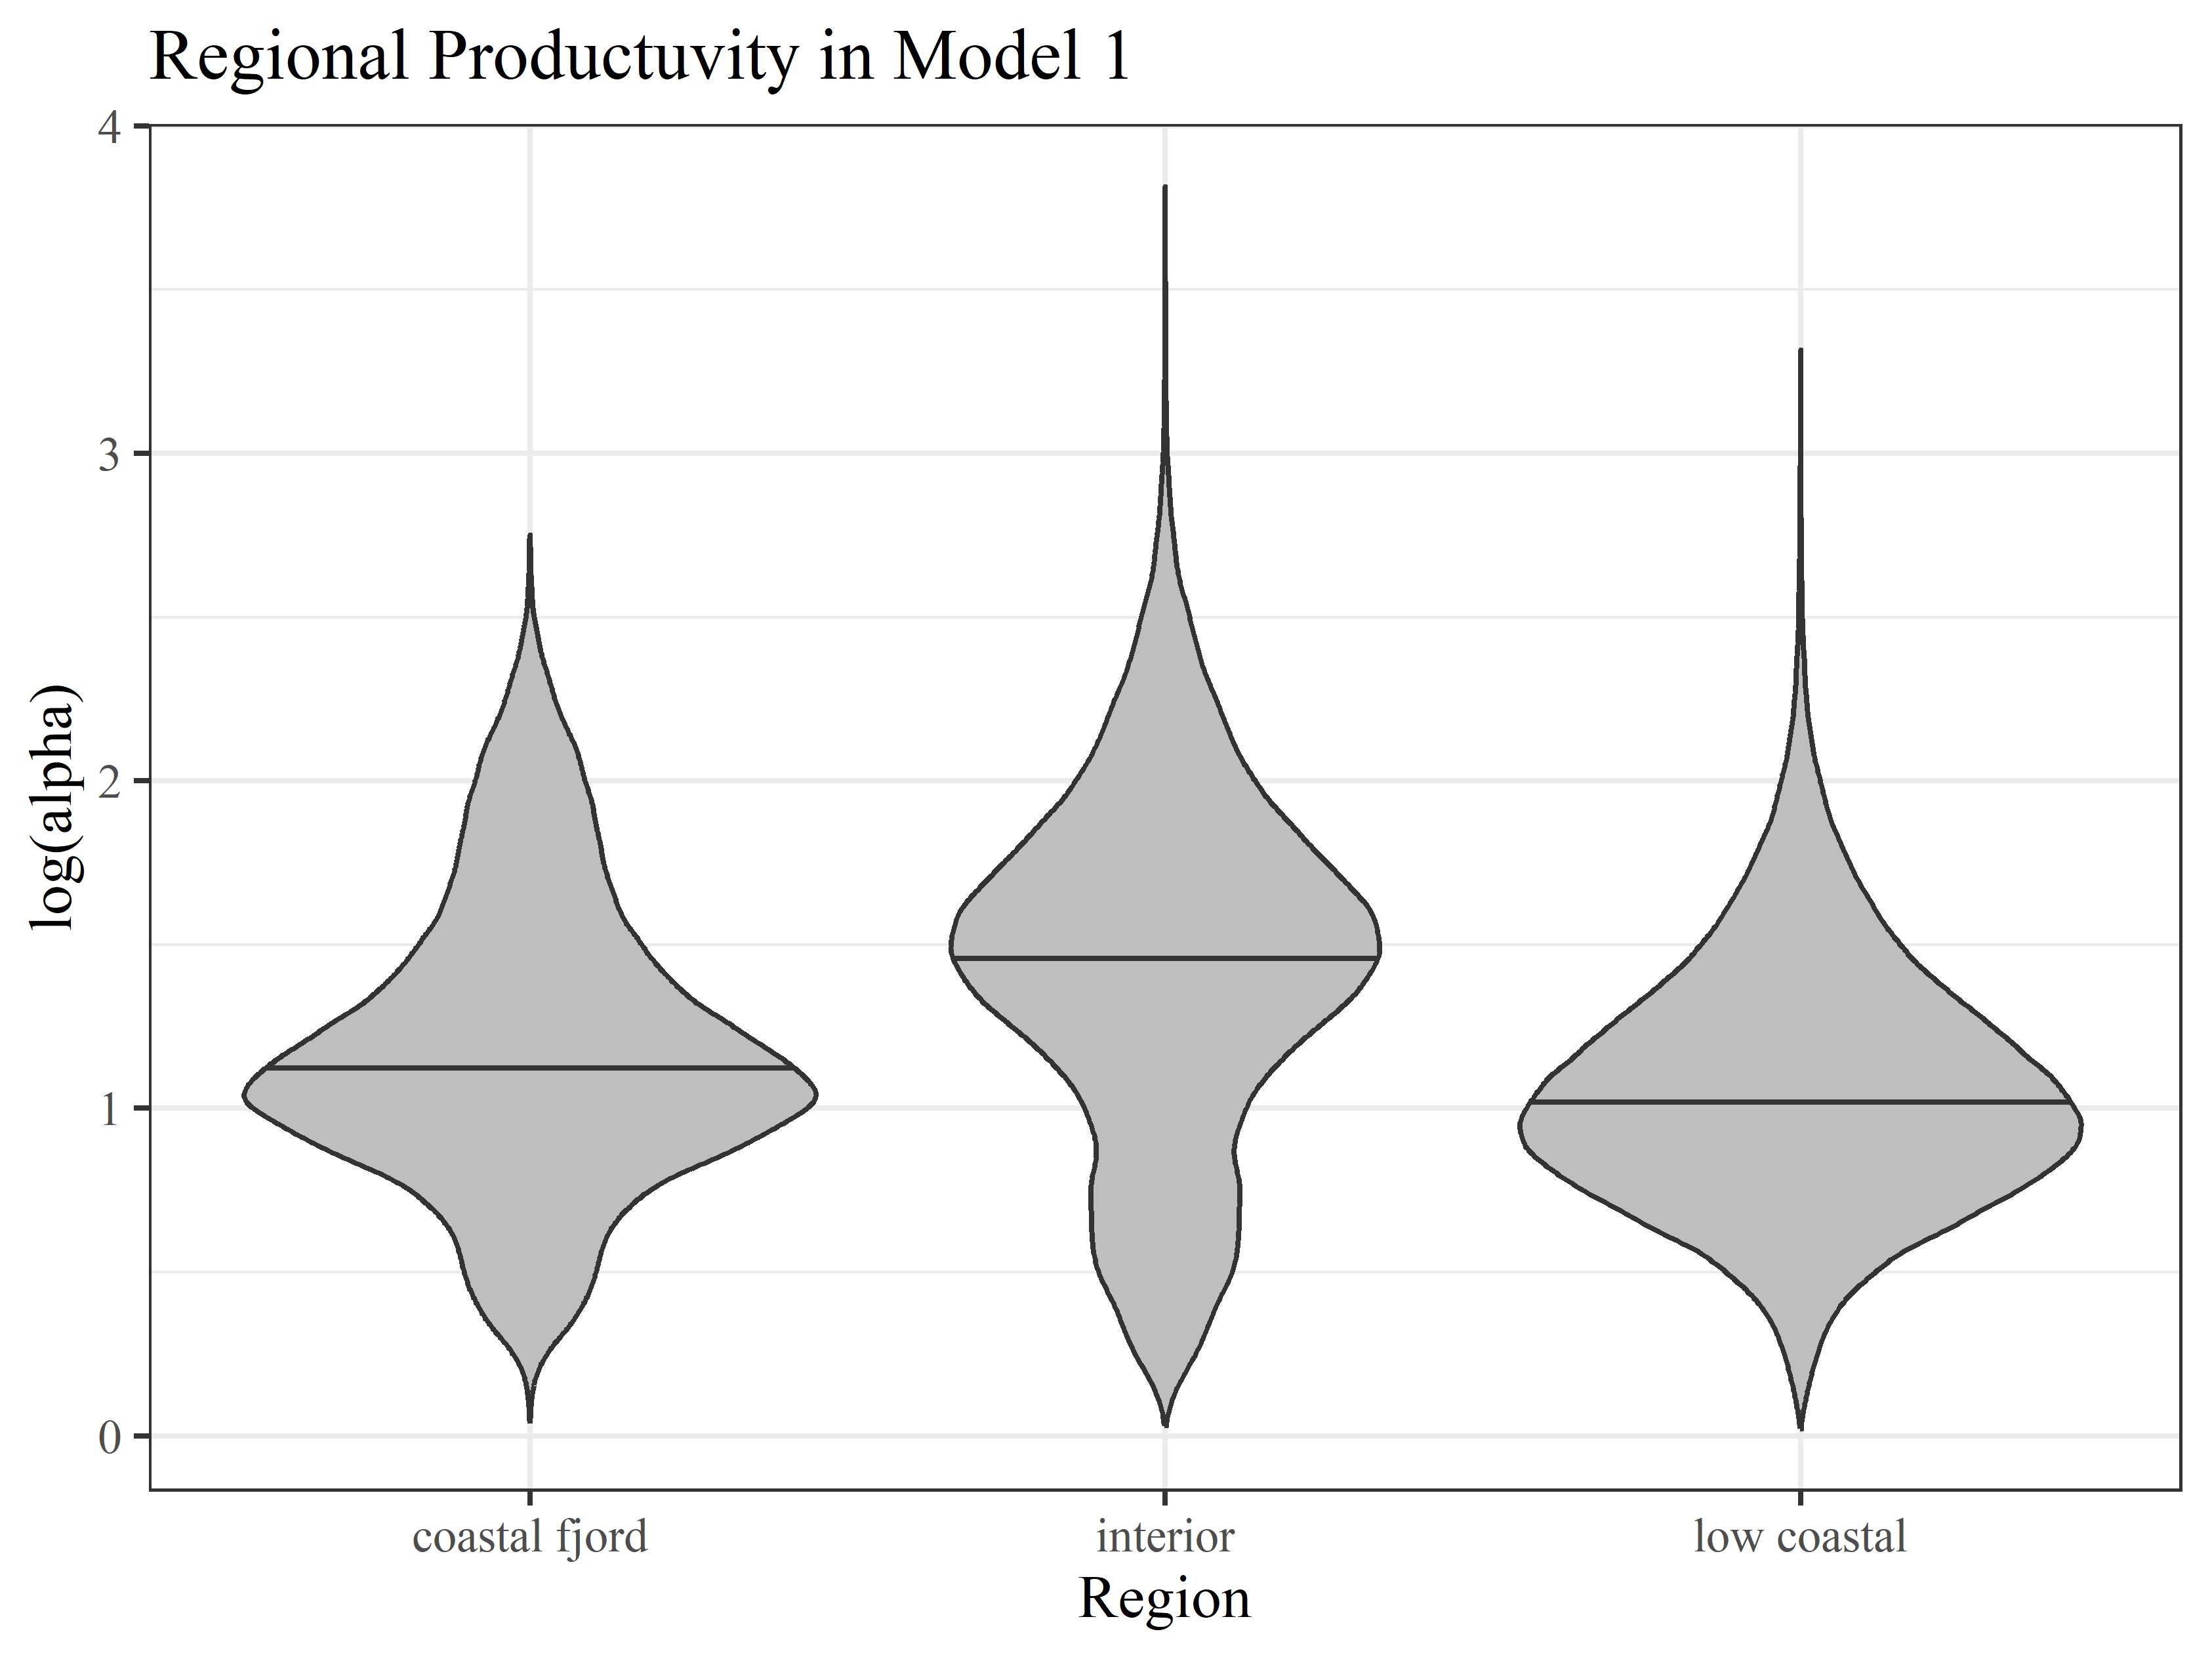 Regional Productuvity in Model 1
4
3
2
1
0
log(alpha)
coastal fjord
interior
low coastal
Region